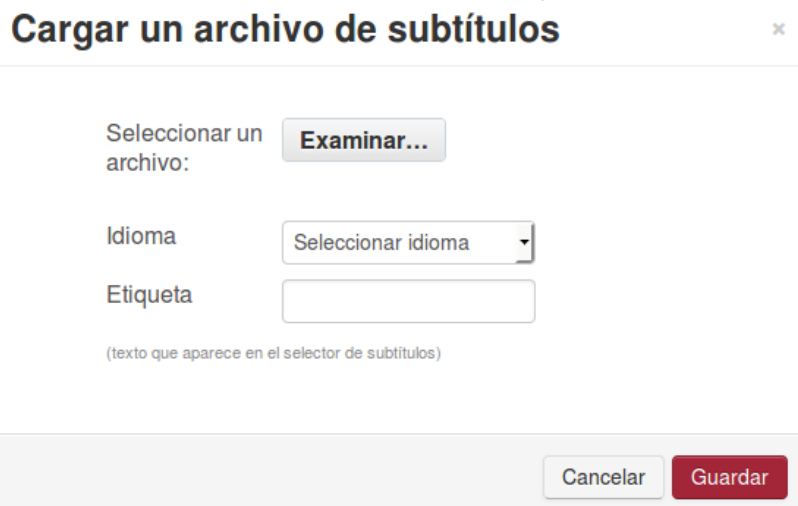 Cargar un archivo de subtítulos
×
Seleccionar un
archivo:
Examinar...
Idioma
Seleccionar idioma
Etiqueta
(texto que aparece en el selector de subtítulos)
Cancelar
Guardar